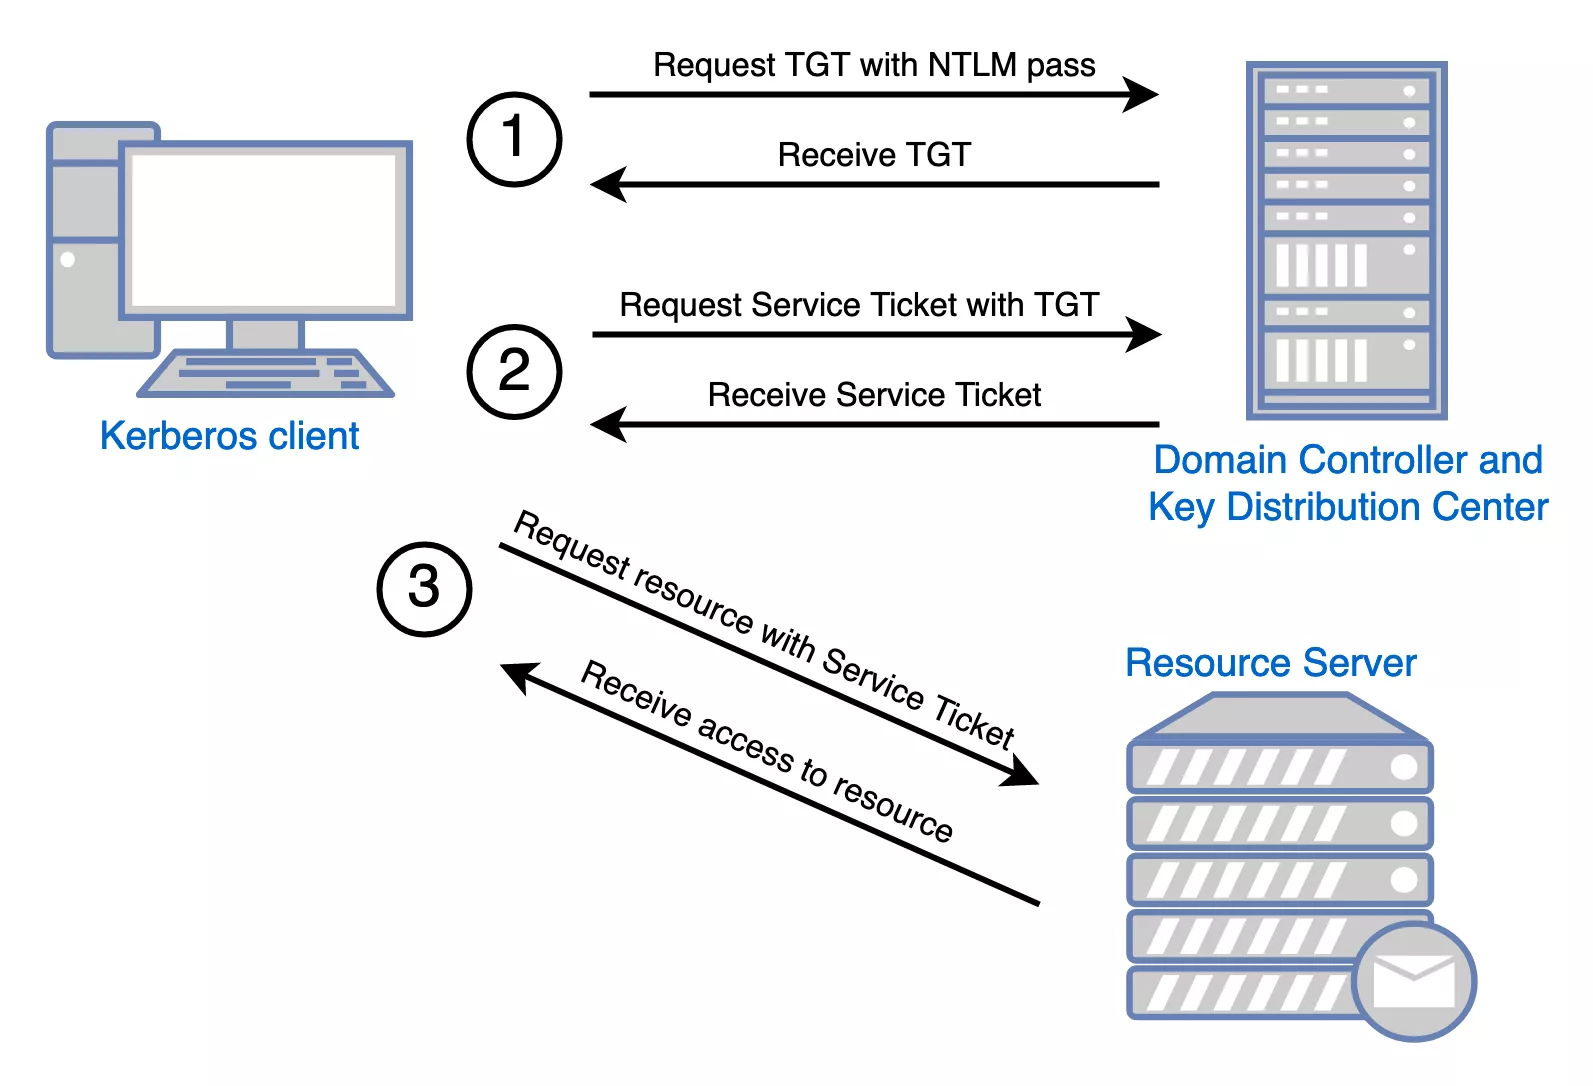 Request TGT with NTLM pass
1
Receive TGT
Request Service Ticket with TGT
2
Receive Service Ticket
Kerberos client
Domain Controller and
Key Distribution Center
3
Request resource with Service Ticket
Receive access to resource
Resource Server